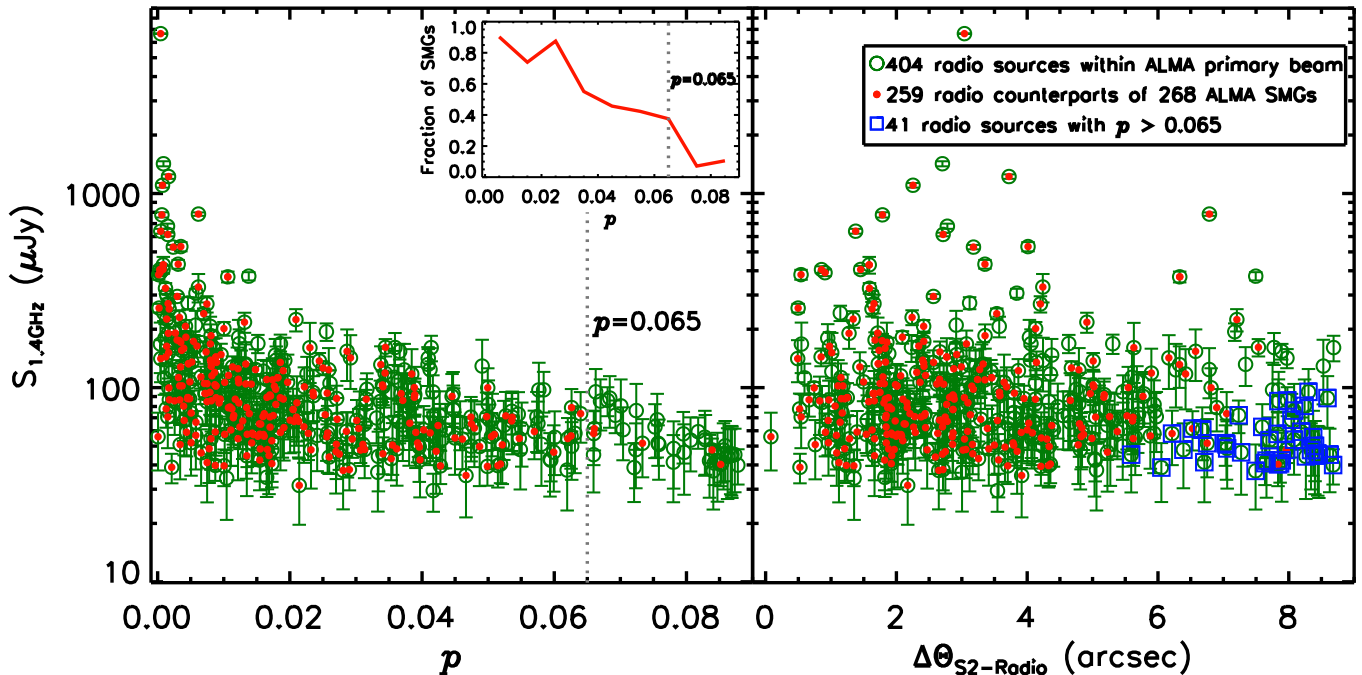 S1.4GHz (μJy)
1000
100
10
0.00 0.02 0.04 0.06 0.08
p
p=0.065
Fraction of SMGs
1.0
0.8
0.6
0.4
0.2
0.0
0.00 0.02 0.04 0.06 0.08
p
p=0.065
404 radio sources within ALMA primary beam
259 radio counterparts of 268 ALMA SMGs
41 radio sources with p > 0.065
0 2 4 6 8
ΔΘS2-Radio (arcsec)